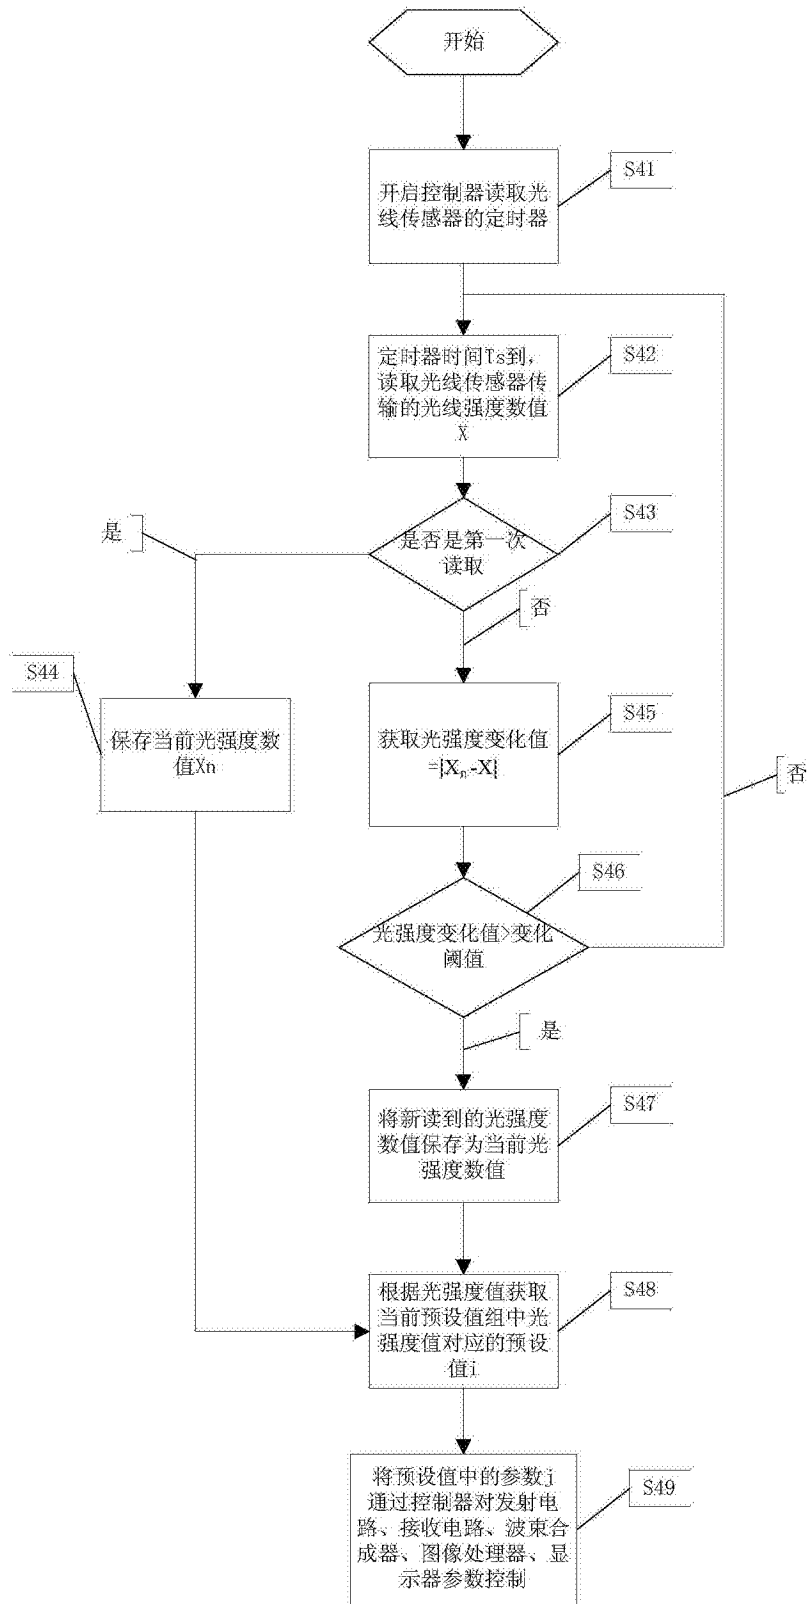 开始
S41
开启控制器读取光
线传感器的定时器
S42
定时器时间Ts到，
读取光线传感器传
输的光线强度数值
X
S43
是否是第一次
读取
是
否
S44
保存当前光强度数
值Xn
S45
获取光强度变化值
=|Xn-X|
否
S46
光强度变化值>变化
阈值
是
S47
将新读到的光强度
数值保存为当前光
强度数值
S48
根据光强度值获取
当前预设值组中光
强度值对应的预设
值i
S49
将预设值中的参数j
通过控制器对发射电
路、接收电路、波束合
成器、图像处理器、显
示器参数控制